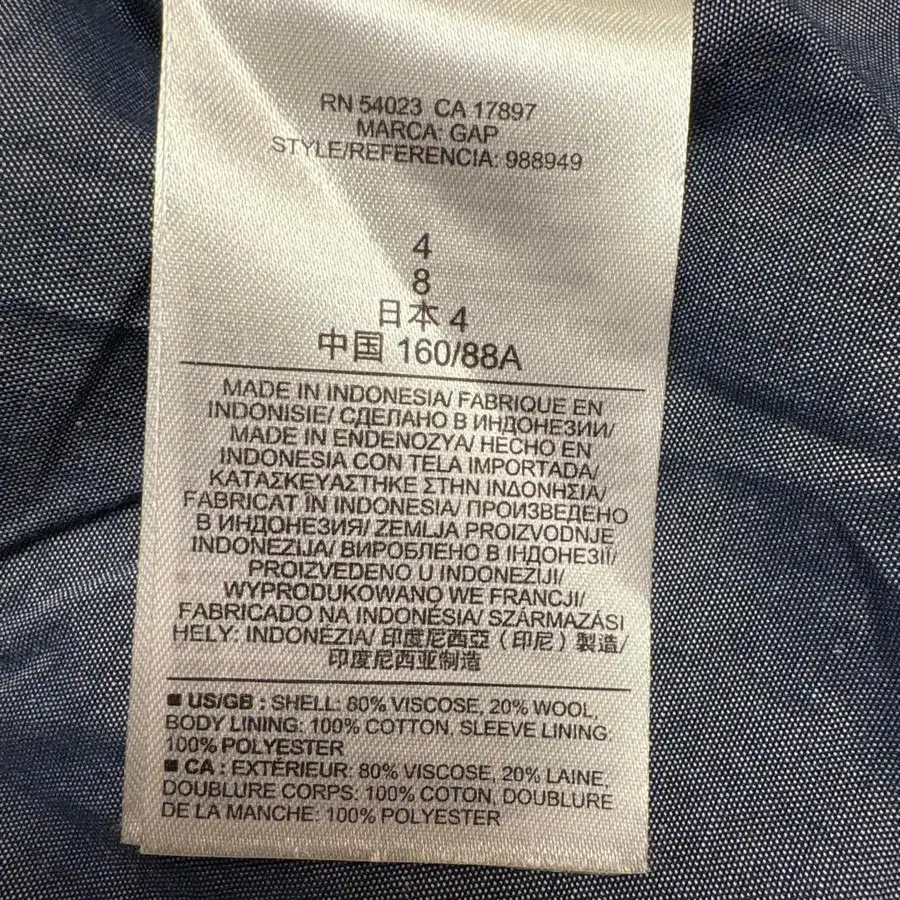 RN 54023 CA 17897
MARCA: GAP
STYLE/REFERENCIA: 988949
4
8
日本 4
中国 160/88A
MADE IN INDONESIA/ FABRIQUE EN
INDONISIE/ СДЕЛАНО В ИНДОНЕЗИИ/
MADE IN ENDENOZYA/ HECHO EN
INDONESIA CON TELA IMPORTADA/
ΚΑΤΑΣΚΕΥΑΣΤΗΚΕ ΣΤΗΝ ΙΝΔΟΝΗΣΙΑ/
FABRICAT ÎN INDONESIA/ ПРОИЗВЕДЕНО
В ИНДОНЕЗИЯ/ ZEMLJA PROIZVODNJE
INDONEZIJA/ ВИРОБЛЕНО В ІНДОНЕЗІЇ/
PROIZVEDENO U INDONEZIJI/
WYPRODUKOWANO WE FRANCJI/
FABRICADO NA INDONÉSIA/ SZÁRMAZÁSI
HELY: INDONÉZIA/ 印度尼西亞（印尼）製造/
印度尼西亚制造
■ US/GB : SHELL: 80% VISCOSE, 20% WOOL,
BODY LINING: 100% COTTON, SLEEVE LINING:
100% POLYESTER
■ CA : EXTÉRIEUR: 80% VISCOSE, 20% LAINE,
DOUBLURE CORPS: 100% COTON, DOUBLURE
DE LA MANCHE: 100% POLYESTER